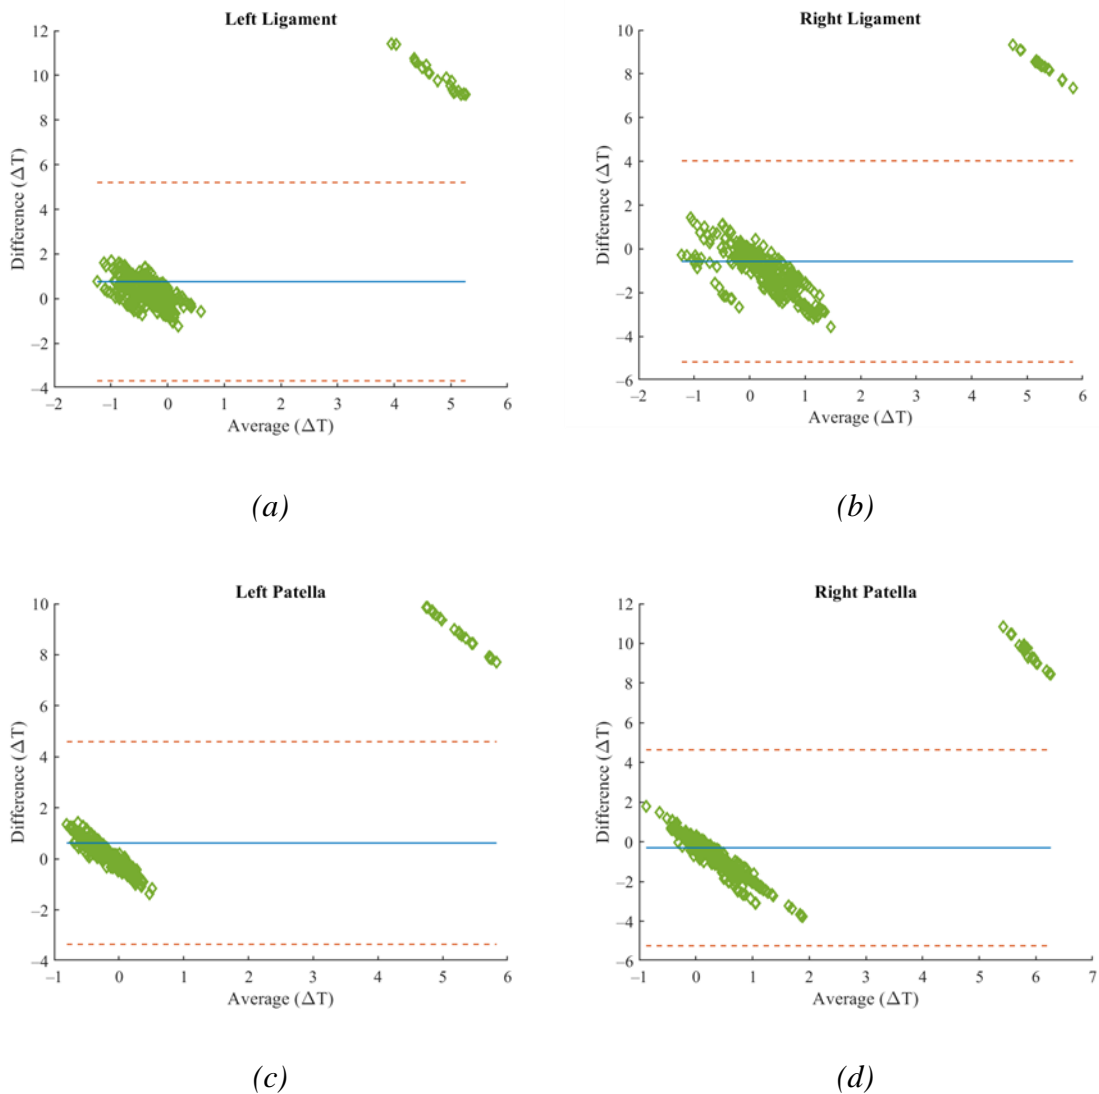 Left Ligament
12
10
8
6
4
2
0
−2
−4
Difference (ΔT)
−2 −1 0 1 2 3 4 5 6
Average (ΔT)
(a)
Right Ligament
10
8
6
4
2
0
−2
−4
−6
Difference (ΔT)
−2 −1 0 1 2 3 4 5 6
Average (ΔT)
(b)
Left Patella
10
8
6
4
2
0
−2
−4
Difference (ΔT)
−1 0 1 2 3 4 5 6
Average (ΔT)
(c)
Right Patella
12
10
8
6
4
2
0
−2
−4
−6
Difference (ΔT)
−1 0 1 2 3 4 5 6 7
Average (ΔT)
(d)